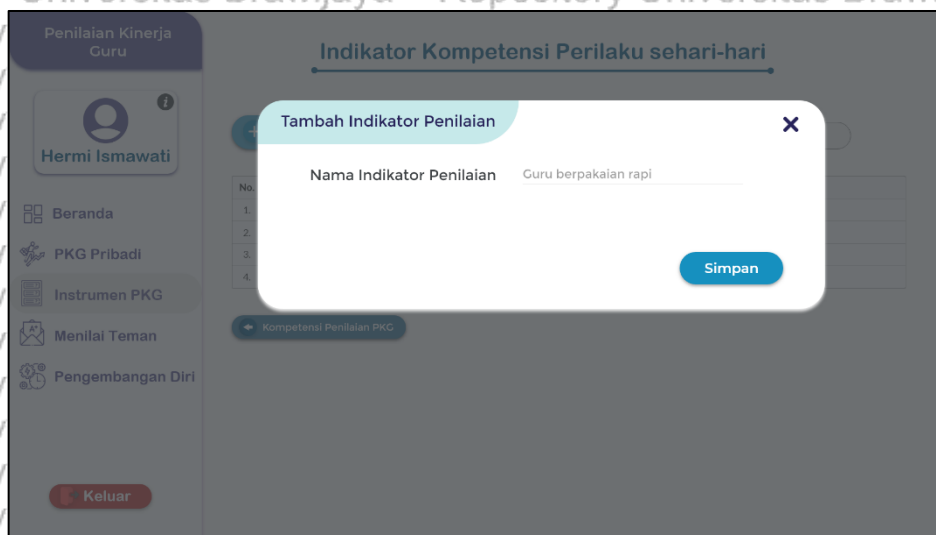 Penilaian Kinerja
Guru
Indikator Kompetensi Perilaku sehari-hari
Hermi Ismawati
Tambah Indikator Penilaian
Nama Indikator Penilaian
Guru berpakaian rapi
Simpan
No.
1.
2.
3.
4.
Kompetensi Penilaian PKG
Beranda
PKG Pribadi
Instrumen PKG
Menilai Teman
Pengembangan Diri
Keluar